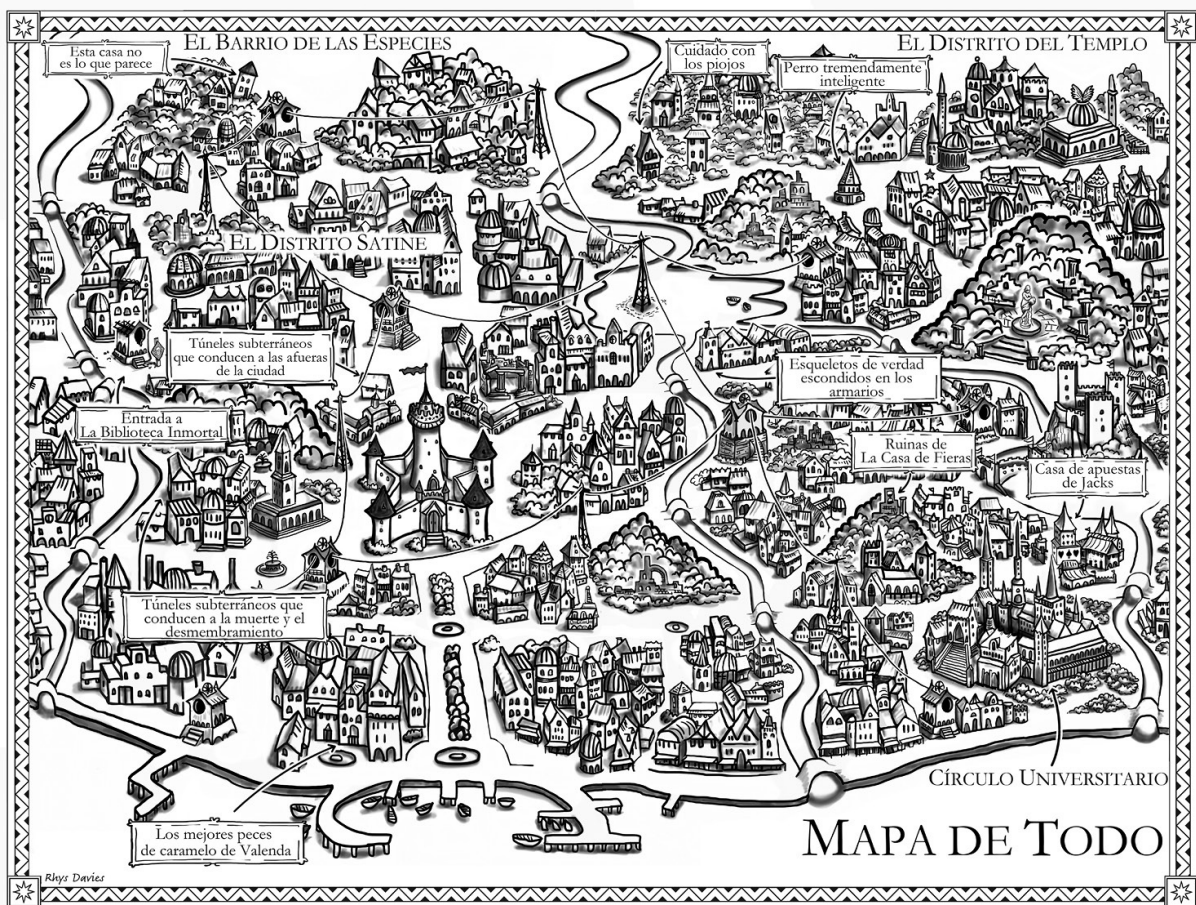 EL BARRIO DE LAS ESPECIES
EL DISTRITO DEL TEMPLO
Esta casa no
es lo que parece
Cuidado con
los piojos
Perro tremendamente
inteligente
EL DISTRITO SATINE
Túneles subterráneos
que conducen a las afueras
de la ciudad
Esqueletos de verdad
escondidos en los
armarios
Entrada a
La Biblioteca Inmortal
Ruinas de
La Casa de Fieras
Casa de apuestas
de Jacks
Túneles subterráneos que
conducen a la muerte y el
desmembramiento
CÍRCULO UNIVERSITARIO
Los mejores peces
de caramelo de Valenda
MAPA DE TODO
Rhys Davies